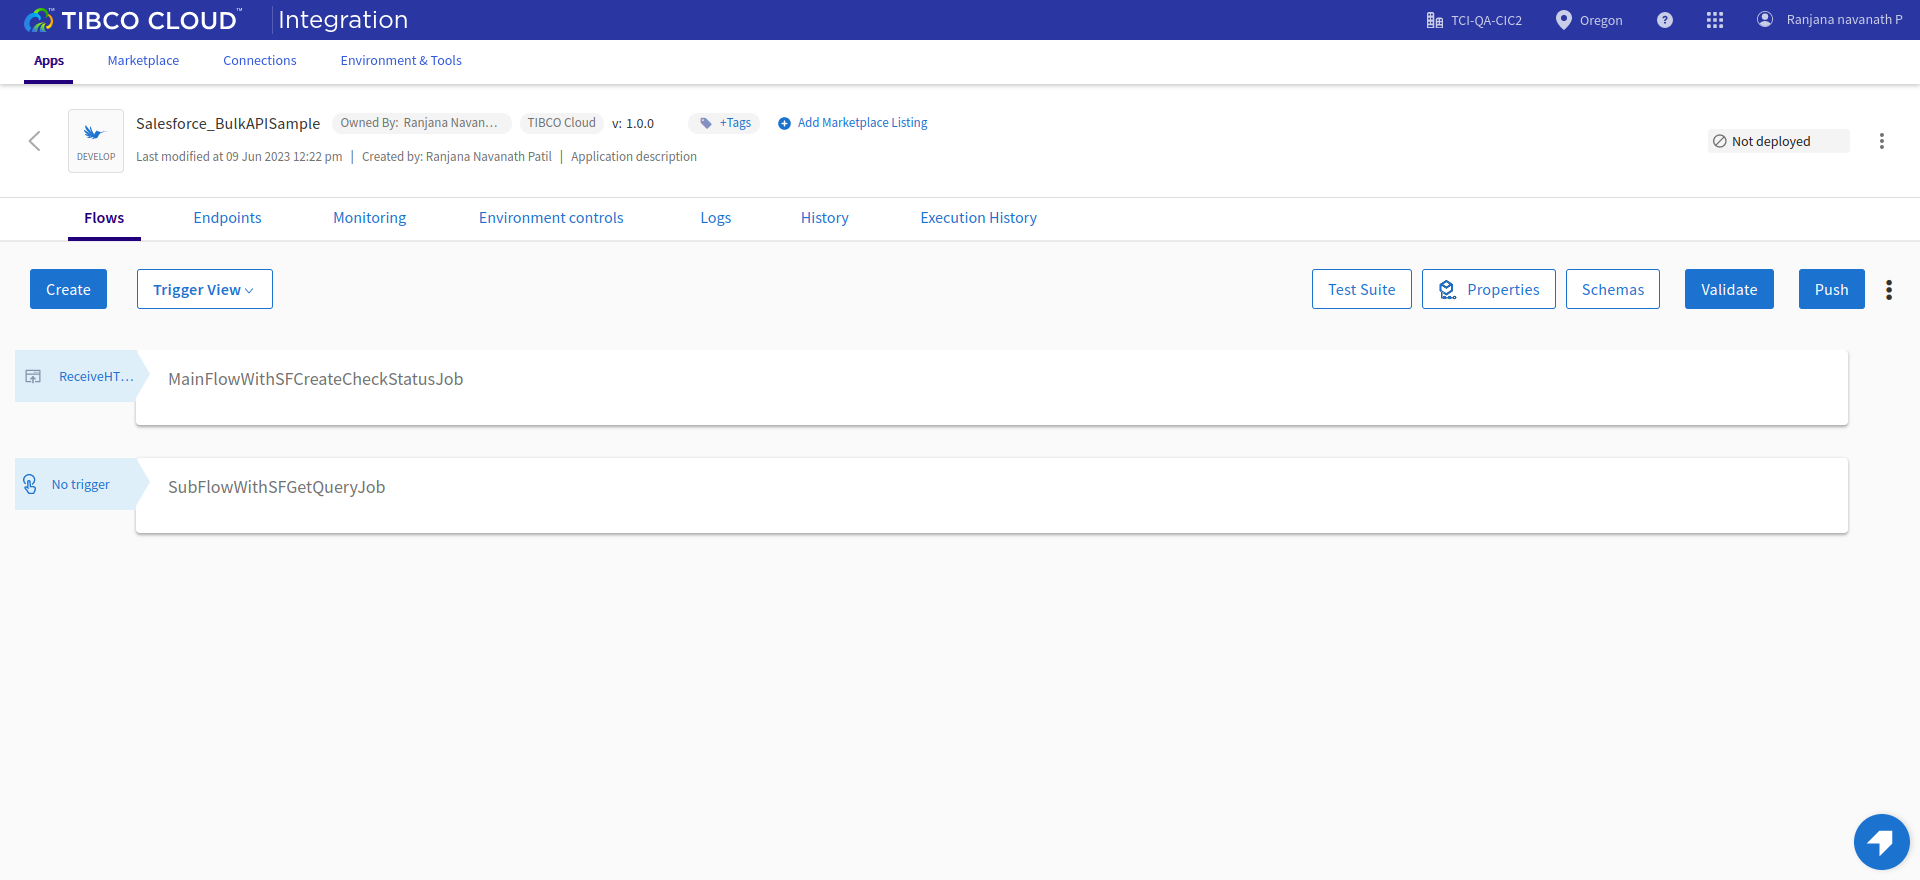 TIBCO CLOUD™ Integration TCI-QA-CIC2 Oregon ? Ranjana navanath P
Apps Marketplace Connections Environment & Tools
DEVELOP
Salesforce_BulkAPISample Owned By: Ranjana Navan... TIBCO Cloud v: 1.0.0 +Tags Add Marketplace Listing
Last modified at 09 Jun 2023 12:22 pm | Created by: Ranjana Navanath Patil | Application description
Not deployed
Flows Endpoints Monitoring Environment controls Logs History Execution History
Create Trigger View Test Suite Properties Schemas Validate Push
ReceiveHT... MainFlowWithSFCreateCheckStatusJob
No trigger SubFlowWithSFGetQueryJob